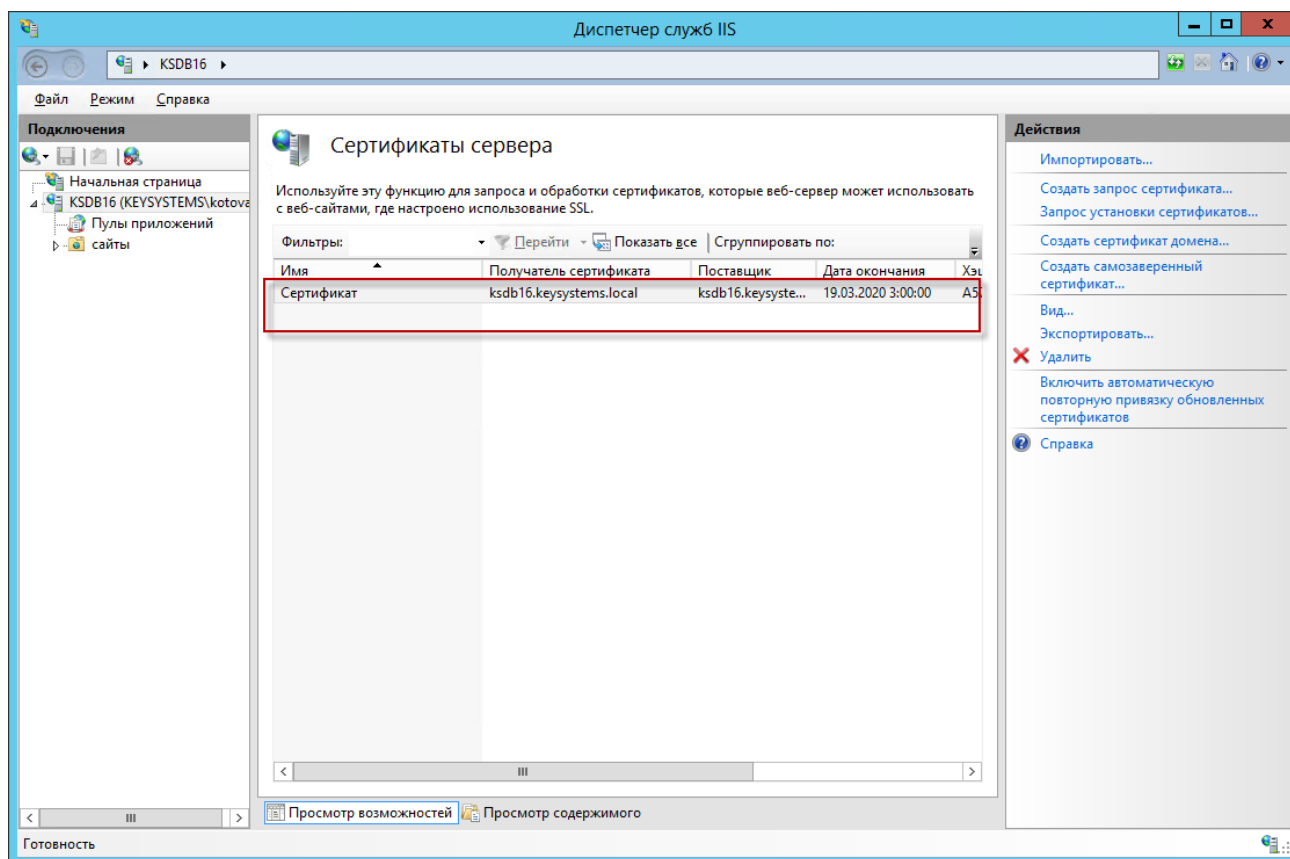 Диспетчер служб IIS
KSDB16
Файл Режим Справка
Подключения
Начальная страница
KSDB16 (KEYSYSTEMS\kotova
Пулы приложений
сайты
Сертификаты сервера
Используйте эту функцию для запроса и обработки сертификатов, которые веб-сервер может использовать
с веб-сайтами, где настроено использование SSL.
Фильтры: Перейти Показать все Сгруппировать по:
Имя Получатель сертификата Поставщик Дата окончания Хэш
Сертификат ksdb16.keysystems.local ksdb16.keysyste... 19.03.2020 3:00:00
Просмотр возможностей Просмотр содержимого
Действия
Импортировать...
Создать запрос сертификата...
Запрос установки сертификатов...
Создать сертификат домена...
Создать самозаверенный
сертификат...
Вид...
Экспортировать...
Удалить
Включить автоматическую
повторную привязку обновленных
сертификатов
Справка
Готовность